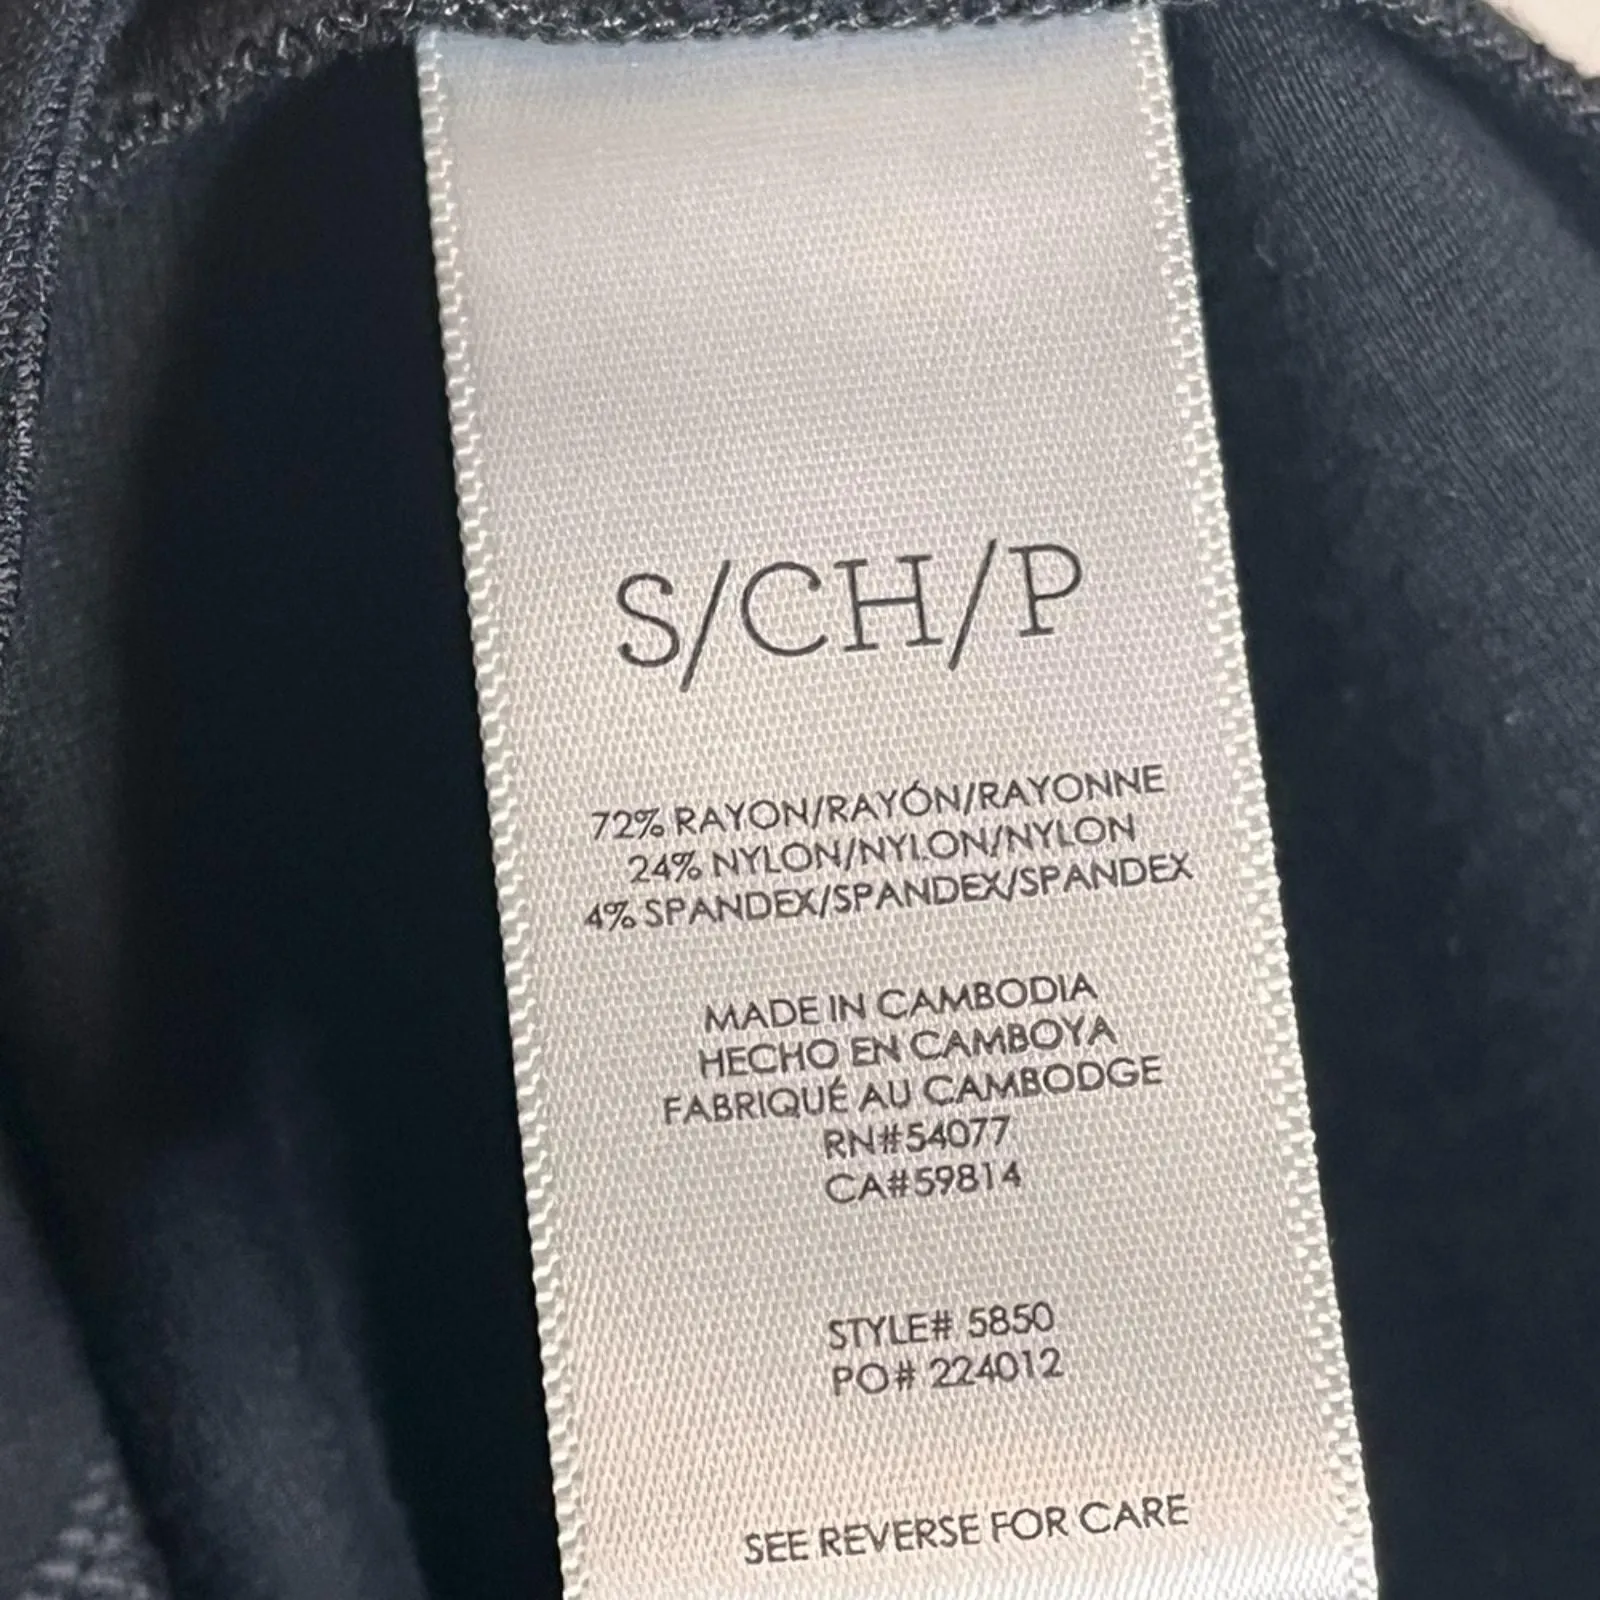 S/CH/P
72% RAYON/RAYÓN/RAYONNE
24% NYLON/NYLON/NYLON
4% SPANDEX/SPANDEX/SPANDEX
MADE IN CAMBODIA
HECHO EN CAMBOYA
FABRIQUÉ AU CAMBODGE
RN#54077
CA#59814
STYLE# 5850
PO# 224012
SEE REVERSE FOR CARE